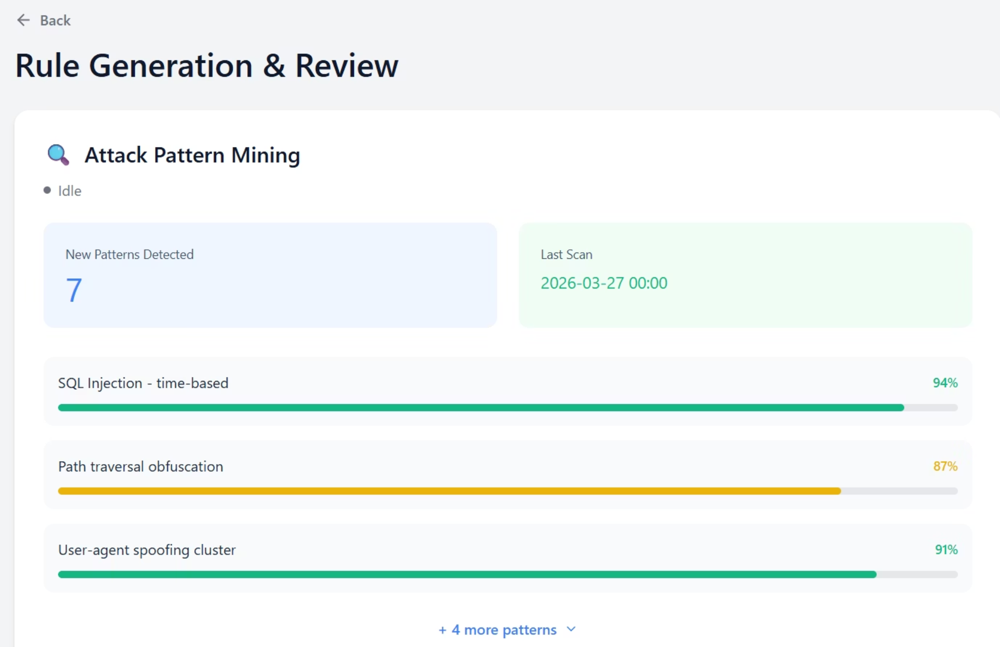 Back
Rule Generation & Review
Attack Pattern Mining
Idle
New Patterns Detected
7
Last Scan
2026-03-27 00:00
SQL Injection - time-based
94%
Path traversal obfuscation
87%
User-agent spoofing cluster
91%
+ 4 more patterns